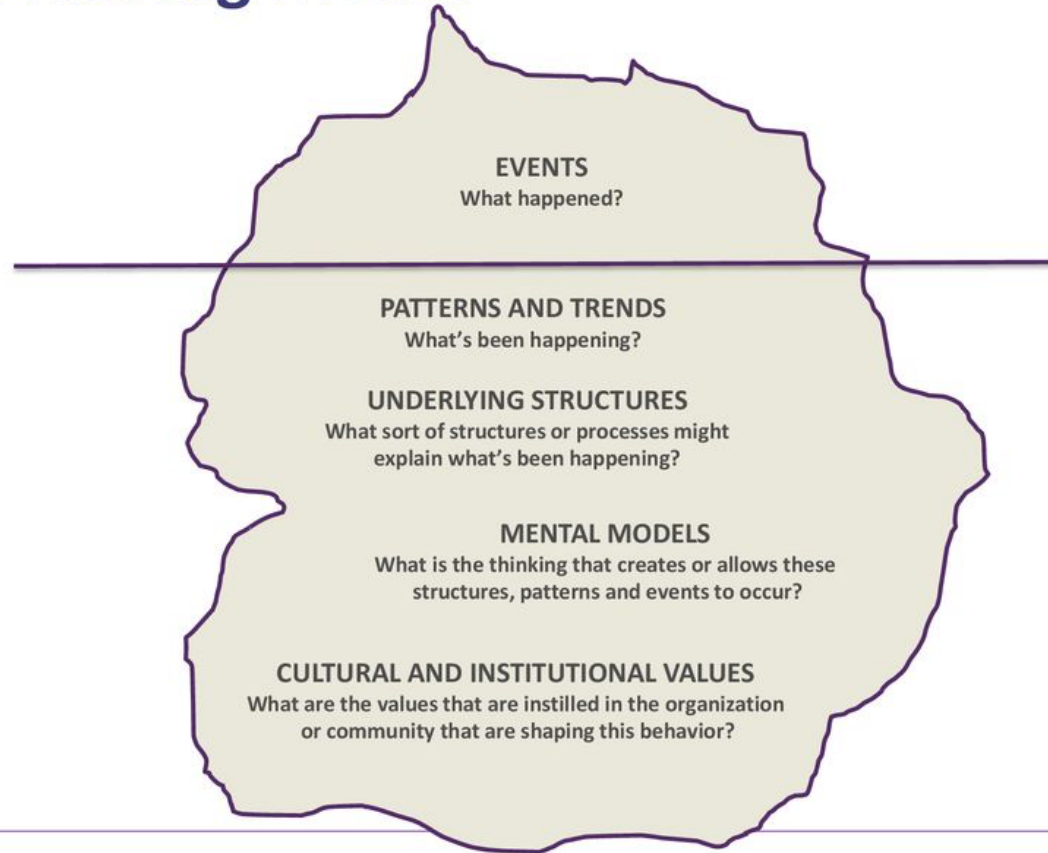 EVENTS
What happened?
PATTERNS AND TRENDS
What's been happening?
UNDERLYING STRUCTURES
What sort of structures or processes might
explain what's been happening?
MENTAL MODELS
What is the thinking that creates or allows these
structures, patterns and events to occur?
CULTURAL AND INSTITUTIONAL VALUES
What are the values that are instilled in the organization
or community that are shaping this behavior?